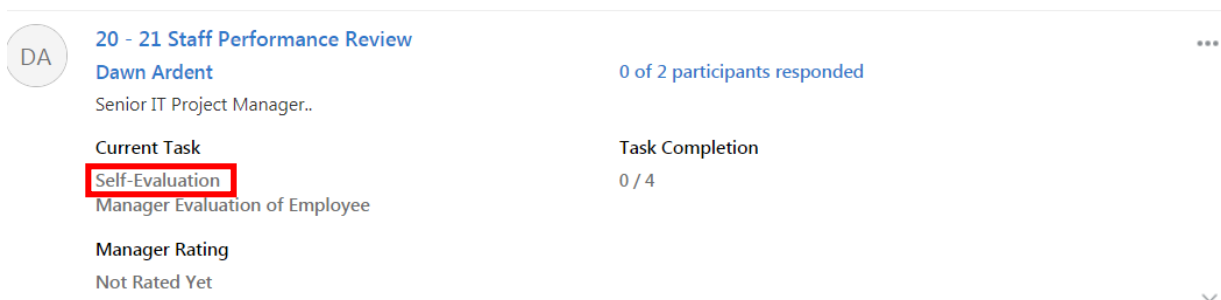 DA
20 - 21 Staff Performance Review
Dawn Ardent
0 of 2 participants responded
Senior IT Project Manager..
Current Task
Task Completion
Self-Evaluation
0 / 4
Manager Evaluation of Employee
Manager Rating
Not Rated Yet